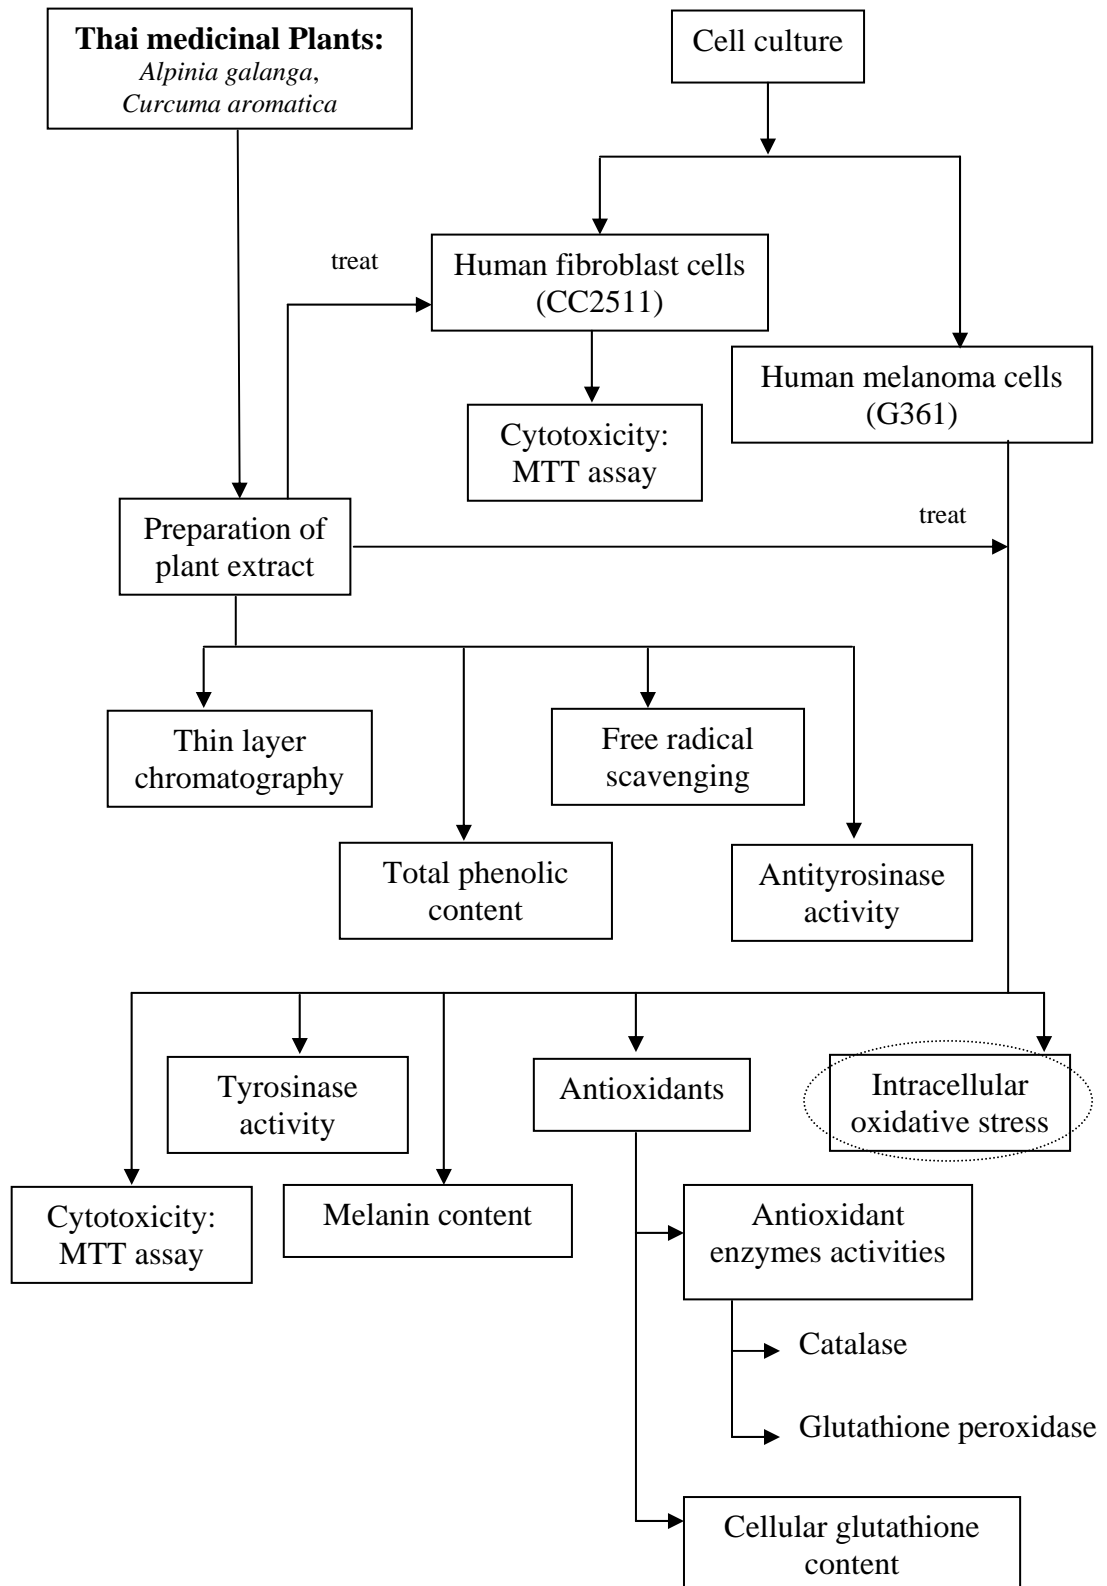 Thai medicinal Plants:
Alpinia galanga,
Curcuma aromatica
Cell culture
treat
Human fibroblast cells
(CC2511)
Human melanoma cells
(G361)
Cytotoxicity:
MTT assay
Preparation of
plant extract
treat
Thin layer
chromatography
Free radical
scavenging
Total phenolic
content
Antityrosinase
activity
Tyrosinase
activity
Antioxidants
Intracellular
oxidative stress
Cytotoxicity:
MTT assay
Melanin content
Antioxidant
enzymes activities
Catalase
Glutathione peroxidase
Cellular glutathione
content